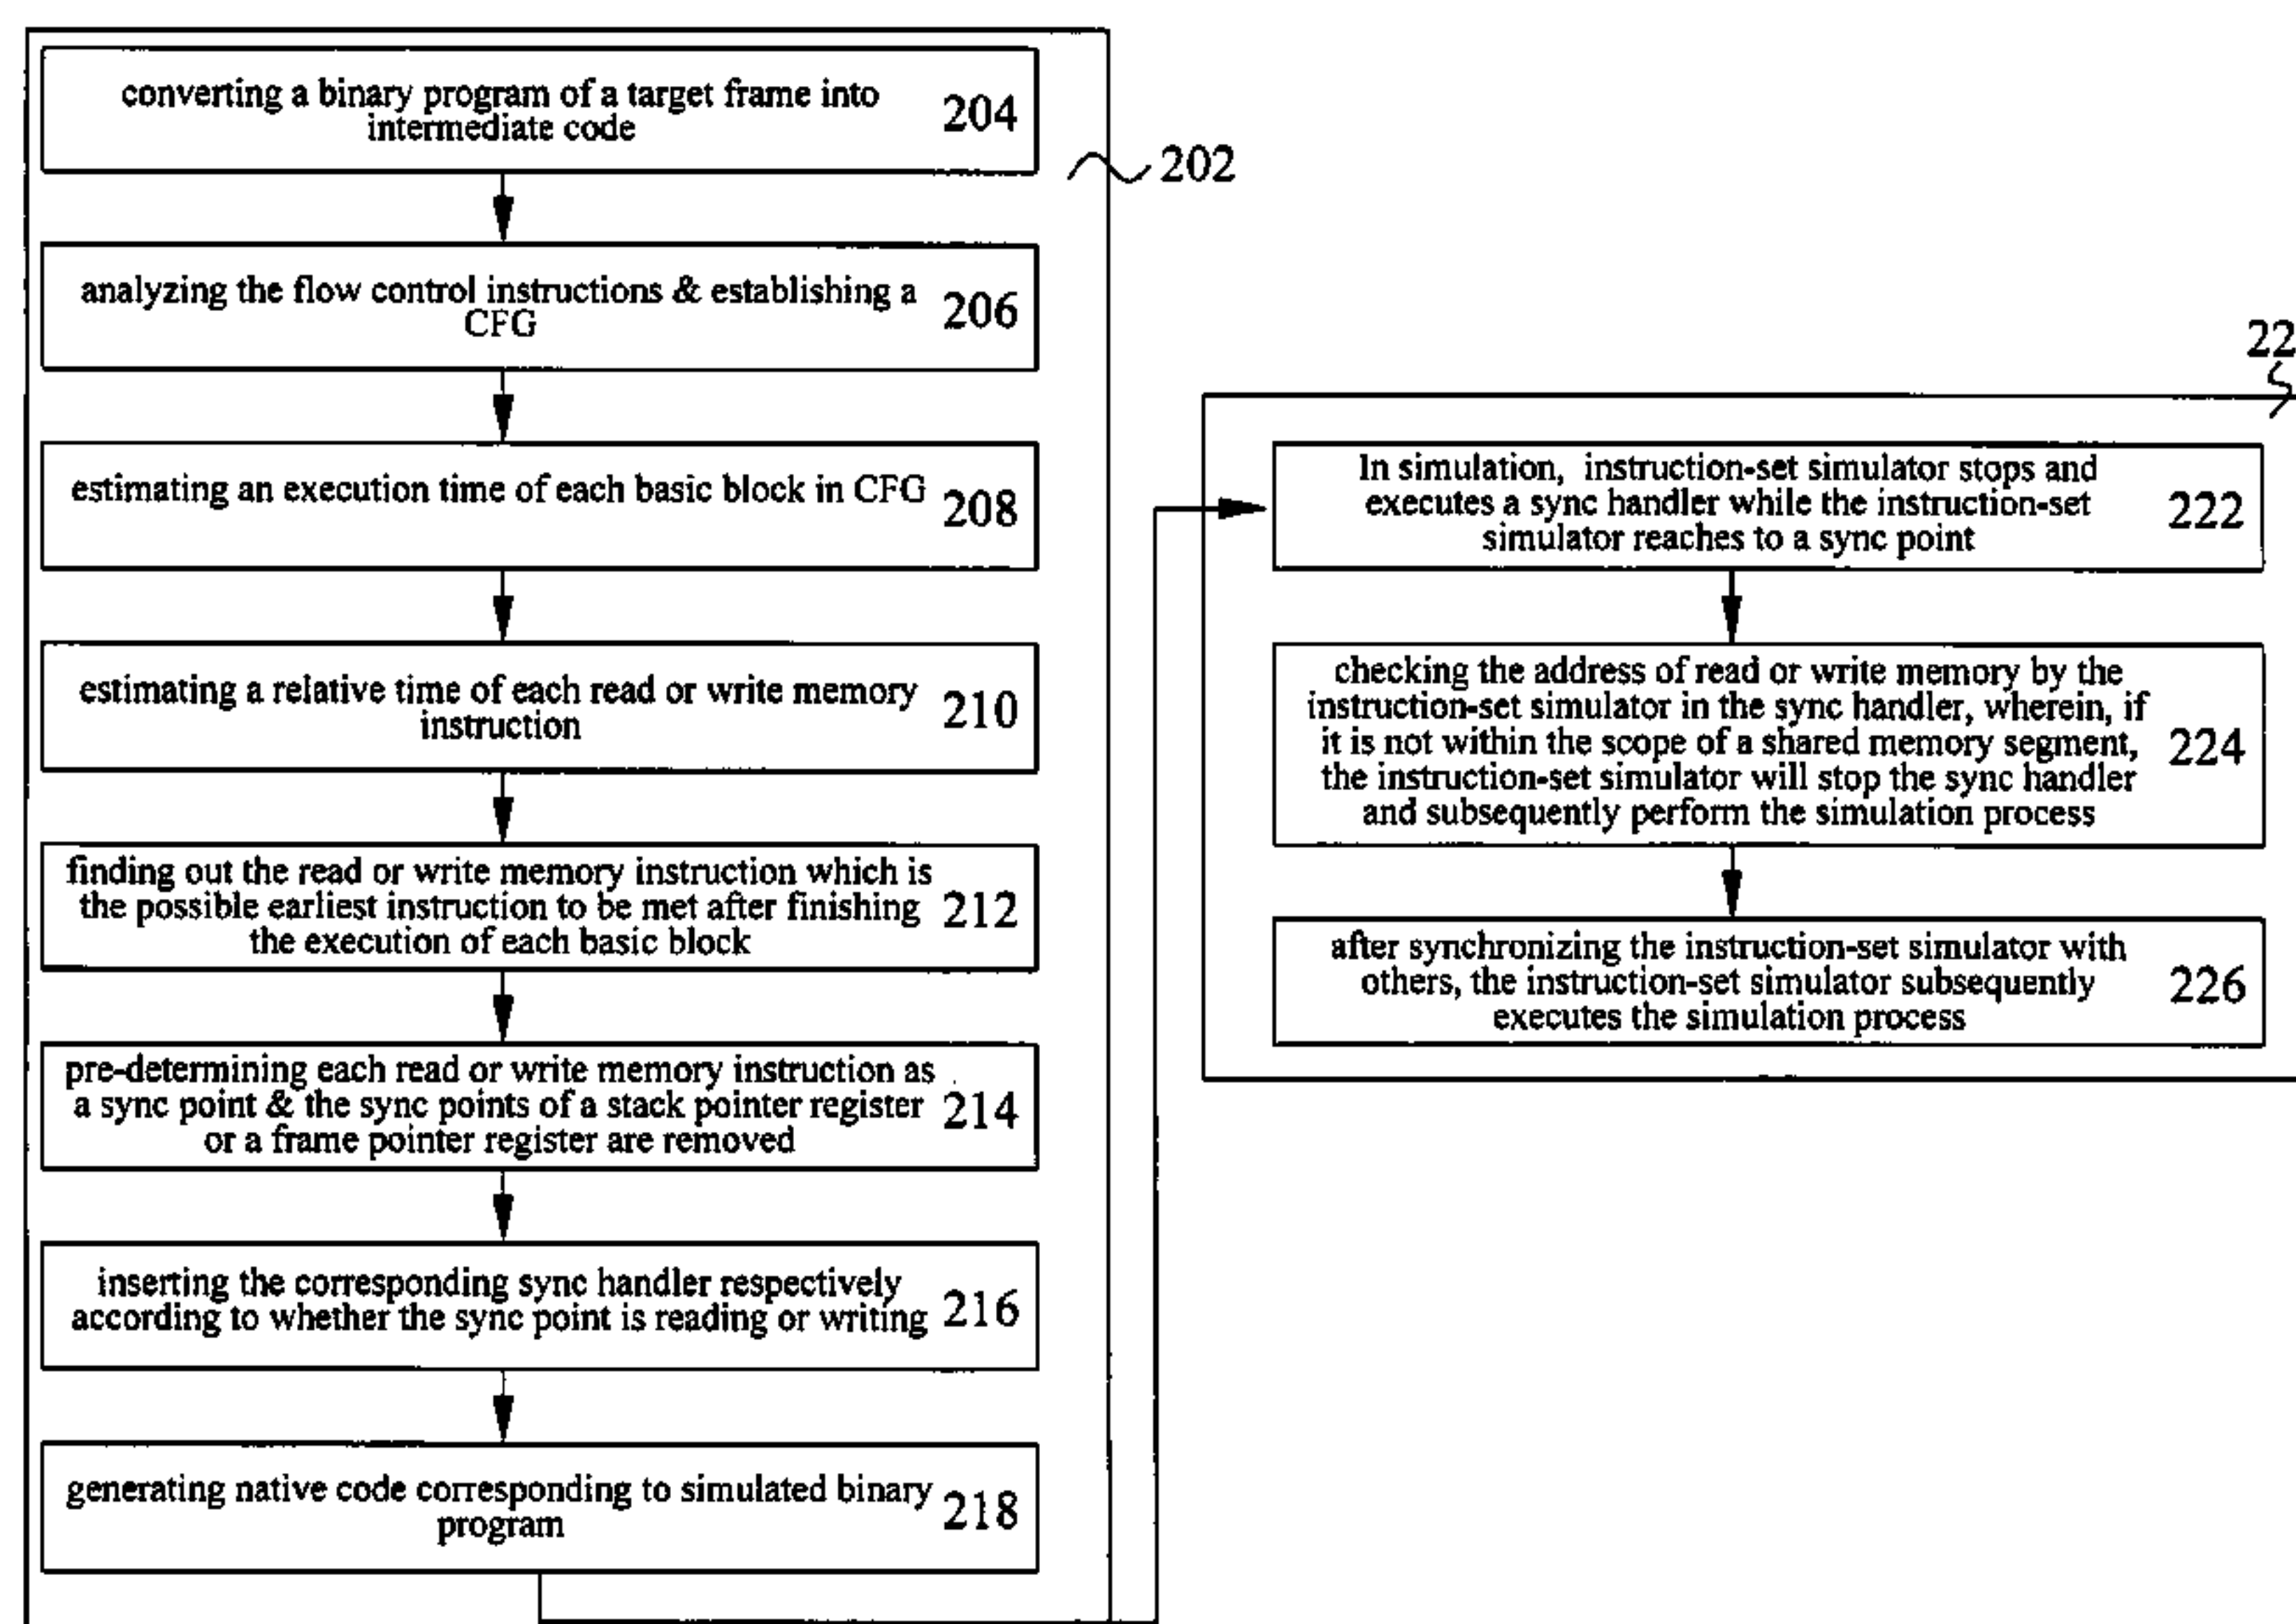 converting a binary program of a target frame into
intermediate code
204
202
analyzing the flow control instructions & establishing a
CFG
206
estimating an execution time of each basic block in CFG
208
estimating a relative time of each read or write memory
instruction
210
finding out the read or write memory instruction which is
the possible earliest instruction to be met after finishing
the execution of each basic block
212
pre-determining each read or write memory instruction as
a sync point & the sync points of a stack pointer register
or a frame pointer register are removed
214
inserting the corresponding sync handler respectively
according to whether the sync point is reading or writing
216
generating native code corresponding to simulated binary
program
218
22
In simulation, instruction-set simulator stops and
executes a sync handler while the instruction-set
simulator reaches to a sync point
222
checking the address of read or write memory by the
instruction-set simulator in the sync handler, wherein, if
it is not within the scope of a shared memory segment,
the instruction-set simulator will stop the sync handler
and subsequently perform the simulation process
224
after synchronizing the instruction-set simulator with
others, the instruction-set simulator subsequently
executes the simulation process
226